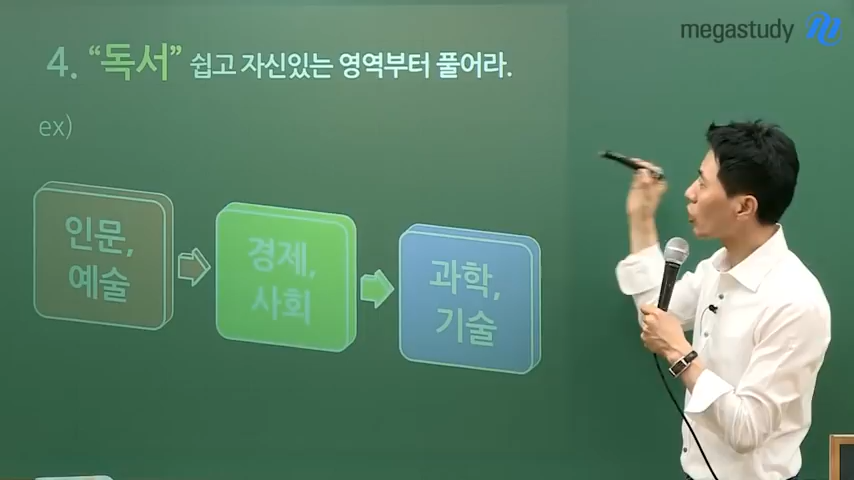 megastudy
4. “독서” 쉽고 자신있는 영역부터 풀어라.
ex)
인문,
예술
경제,
사회
과학,
기술